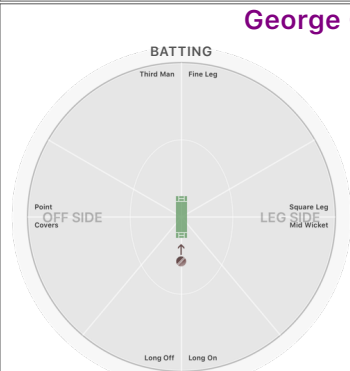 George
BATTING
Third Man Fine Leg
Point Square Leg
OFF SIDE LEG SIDE
Covers Mid Wicket
Long Off Long On